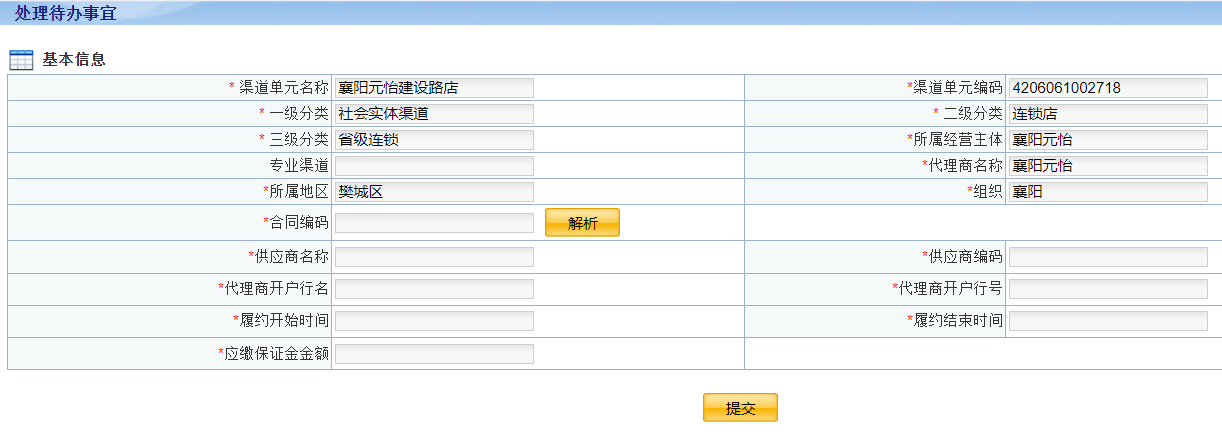 处理待办事宜
基本信息
* 渠道单元名称 襄阳元怡建设路店 *渠道单元编码 4206061002718
* 一级分类 社会实体渠道 * 二级分类 连锁店
* 三级分类 省级连锁 *所属经营主体 襄阳元怡
专业渠道 *代理商名称 襄阳元怡
*所属地区 樊城区 *组织 襄阳
*合同编码 解析
*供应商名称 *供应商编码
*代理商开户行名 *代理商开户行号
*履约开始时间 *履约结束时间
*应缴保证金金额
提交